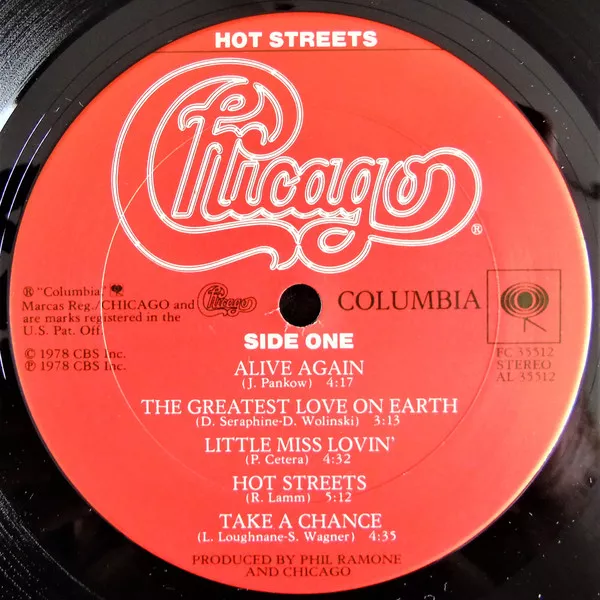 HOT STREETS
Chicago®
® "Columbia,"
Marcas Reg./CHICAGO and
are marks registered in the
U.S. Pat. Off.
Chicago
COLUMBIA
© 1978 CBS Inc.
℗ 1978 CBS Inc.
FC 35512
STEREO
AL 35512
SIDE ONE
ALIVE AGAIN
(J. Pankow) 4:17
THE GREATEST LOVE ON EARTH
(D. Seraphine-D. Wolinski) 3:13
LITTLE MISS LOVIN'
(P. Cetera) 4:32
HOT STREETS
(R. Lamm) 5:12
TAKE A CHANCE
(L. Loughnane-S. Wagner) 4:35
PRODUCED BY PHIL RAMONE
AND CHICAGO